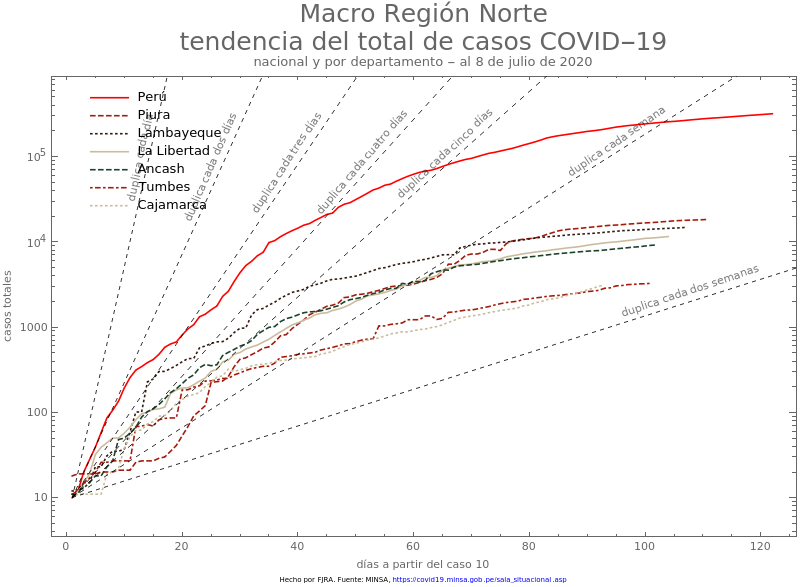 Macro Región Norte
tendencia del total de casos COVID−19
nacional y por departamento − al 8 de julio de 2020
Perú
Piura
Lambayeque
La Libertad
Ancash
Tumbes
Cajamarca
duplica cada día
duplica cada dos días
duplica cada tres días
duplica cada cuatro días
duplica cada cinco días
duplica cada semana
duplica cada dos semanas
casos totales
10⁵
10⁴
1000
100
10
0 20 40 60 80 100 120
días a partir del caso 10
Hecho por FJRA. Fuente: MINSA, https://covid19.minsa.gob.pe/sala_situacional.asp